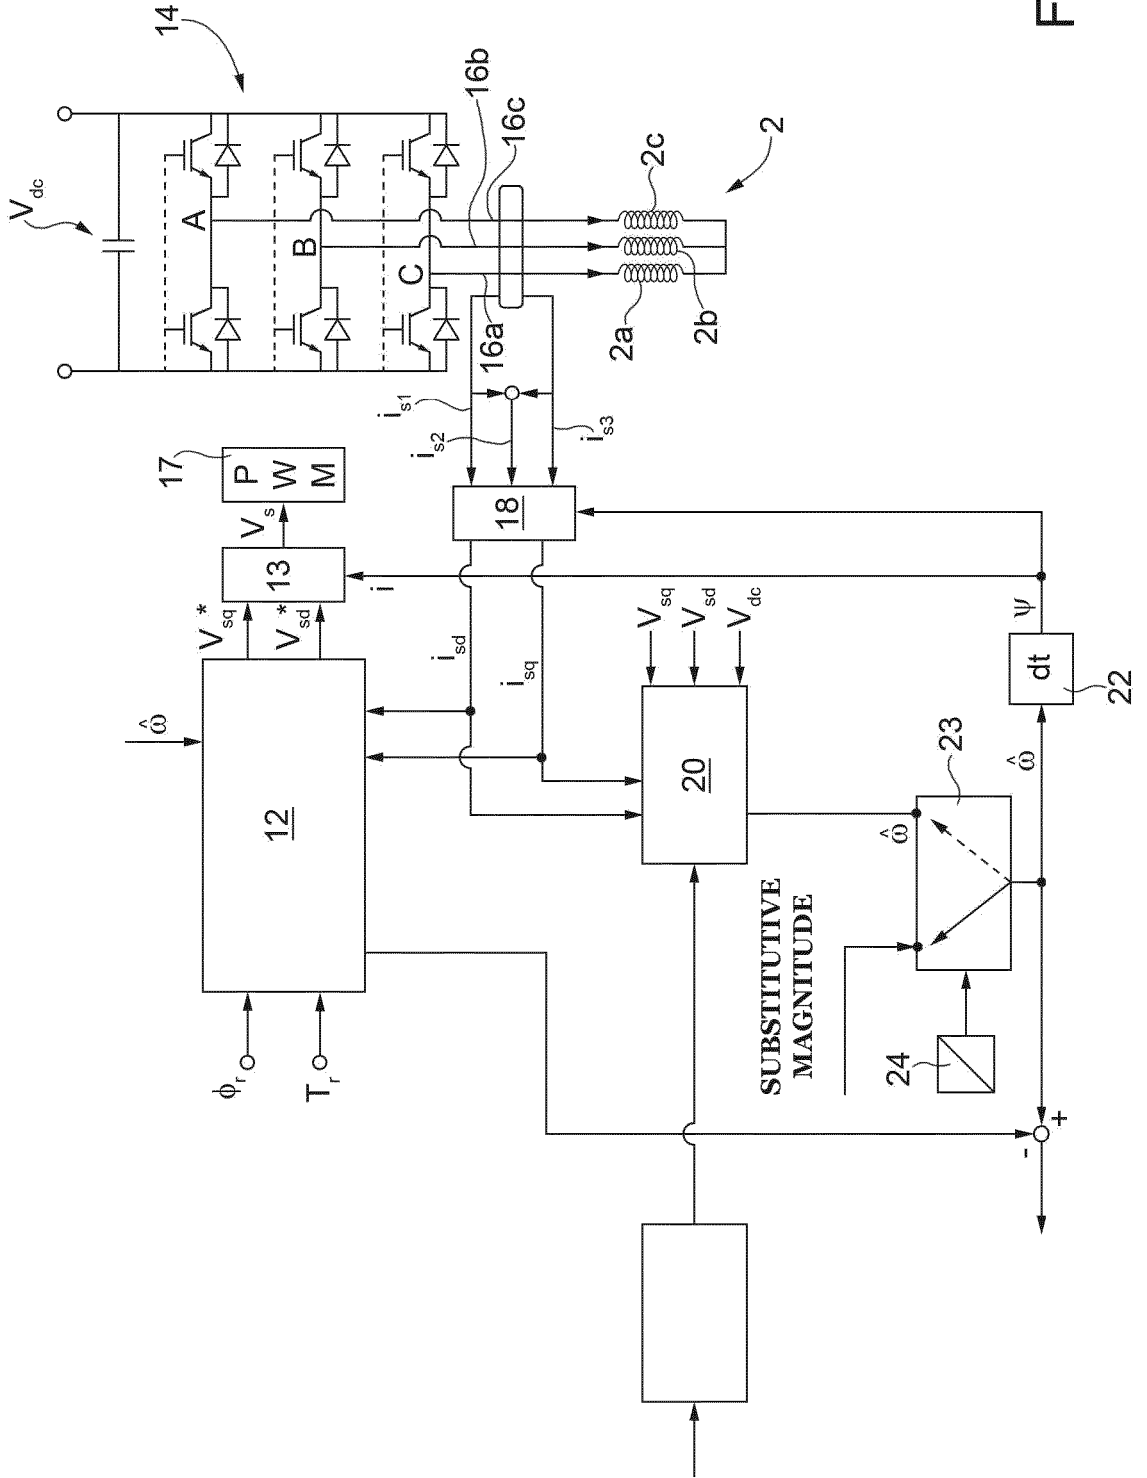 F
14
V_dc
A
B
C
16b
16c
16a
2c
2
2a
2b
i_s1
i_s2
i_s3
17
P
W
M
V_s
13
18
V_sq*
V_sd*
i
i_sd
i_sq
ω̂
12
ϕ_r
T_r
V_sq
V_sd
V_dc
20
ψ
dt
22
ω̂
23
ω̂
SUBSTITUTIVE
MAGNITUDE
24
+
-